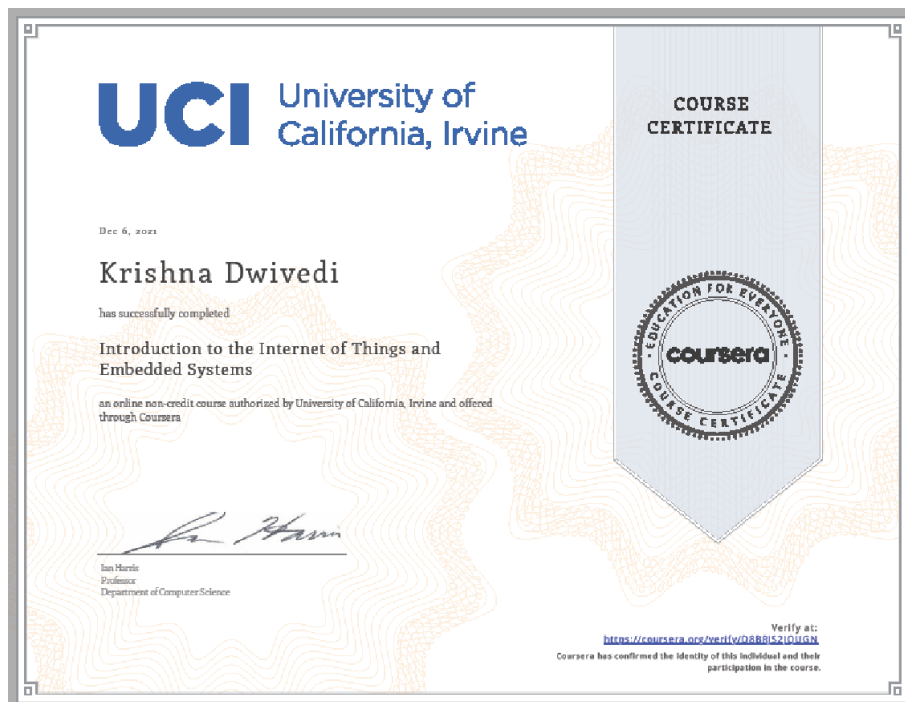 UCI
University of
California, Irvine
COURSE
CERTIFICATE
Dec 6, 2021
Krishna Dwivedi
has successfully completed
Introduction to the Internet of Things and
Embedded Systems
an online non-credit course authorized by University of California, Irvine and offered
through Coursera
EDUCATION FOR EVERYONE
coursera
COURSE CERTIFICATE
Ian Harris
Professor
Department of Computer Science
Verify at:
Coursera has confirmed the identity of this individual and their
participation in the course.